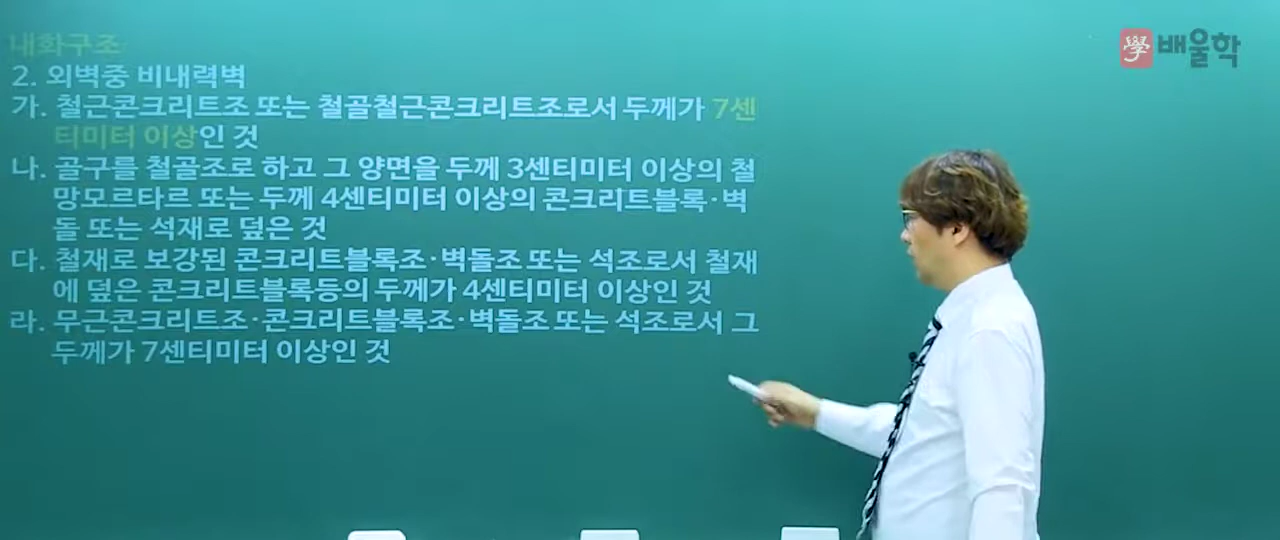 내화구조
2. 외벽중 비내력벽
가. 철근콘크리트조 또는 철골철근콘크리트조로서 두께가 7센
티미터 이상인 것
나. 골구를 철골조로 하고 그 양면을 두께 3센티미터 이상의 철
망모르타르 또는 두께 4센티미터 이상의 콘크리트블록·벽
돌 또는 석재로 덮은 것
다. 철재로 보강된 콘크리트블록조·벽돌조 또는 석조로서 철재
에 덮은 콘크리트블록등의 두께가 4센티미터 이상인 것
라. 무근콘크리트조·콘크리트블록조·벽돌조 또는 석조로서 그
두께가 7센티미터 이상인 것
學 배울학